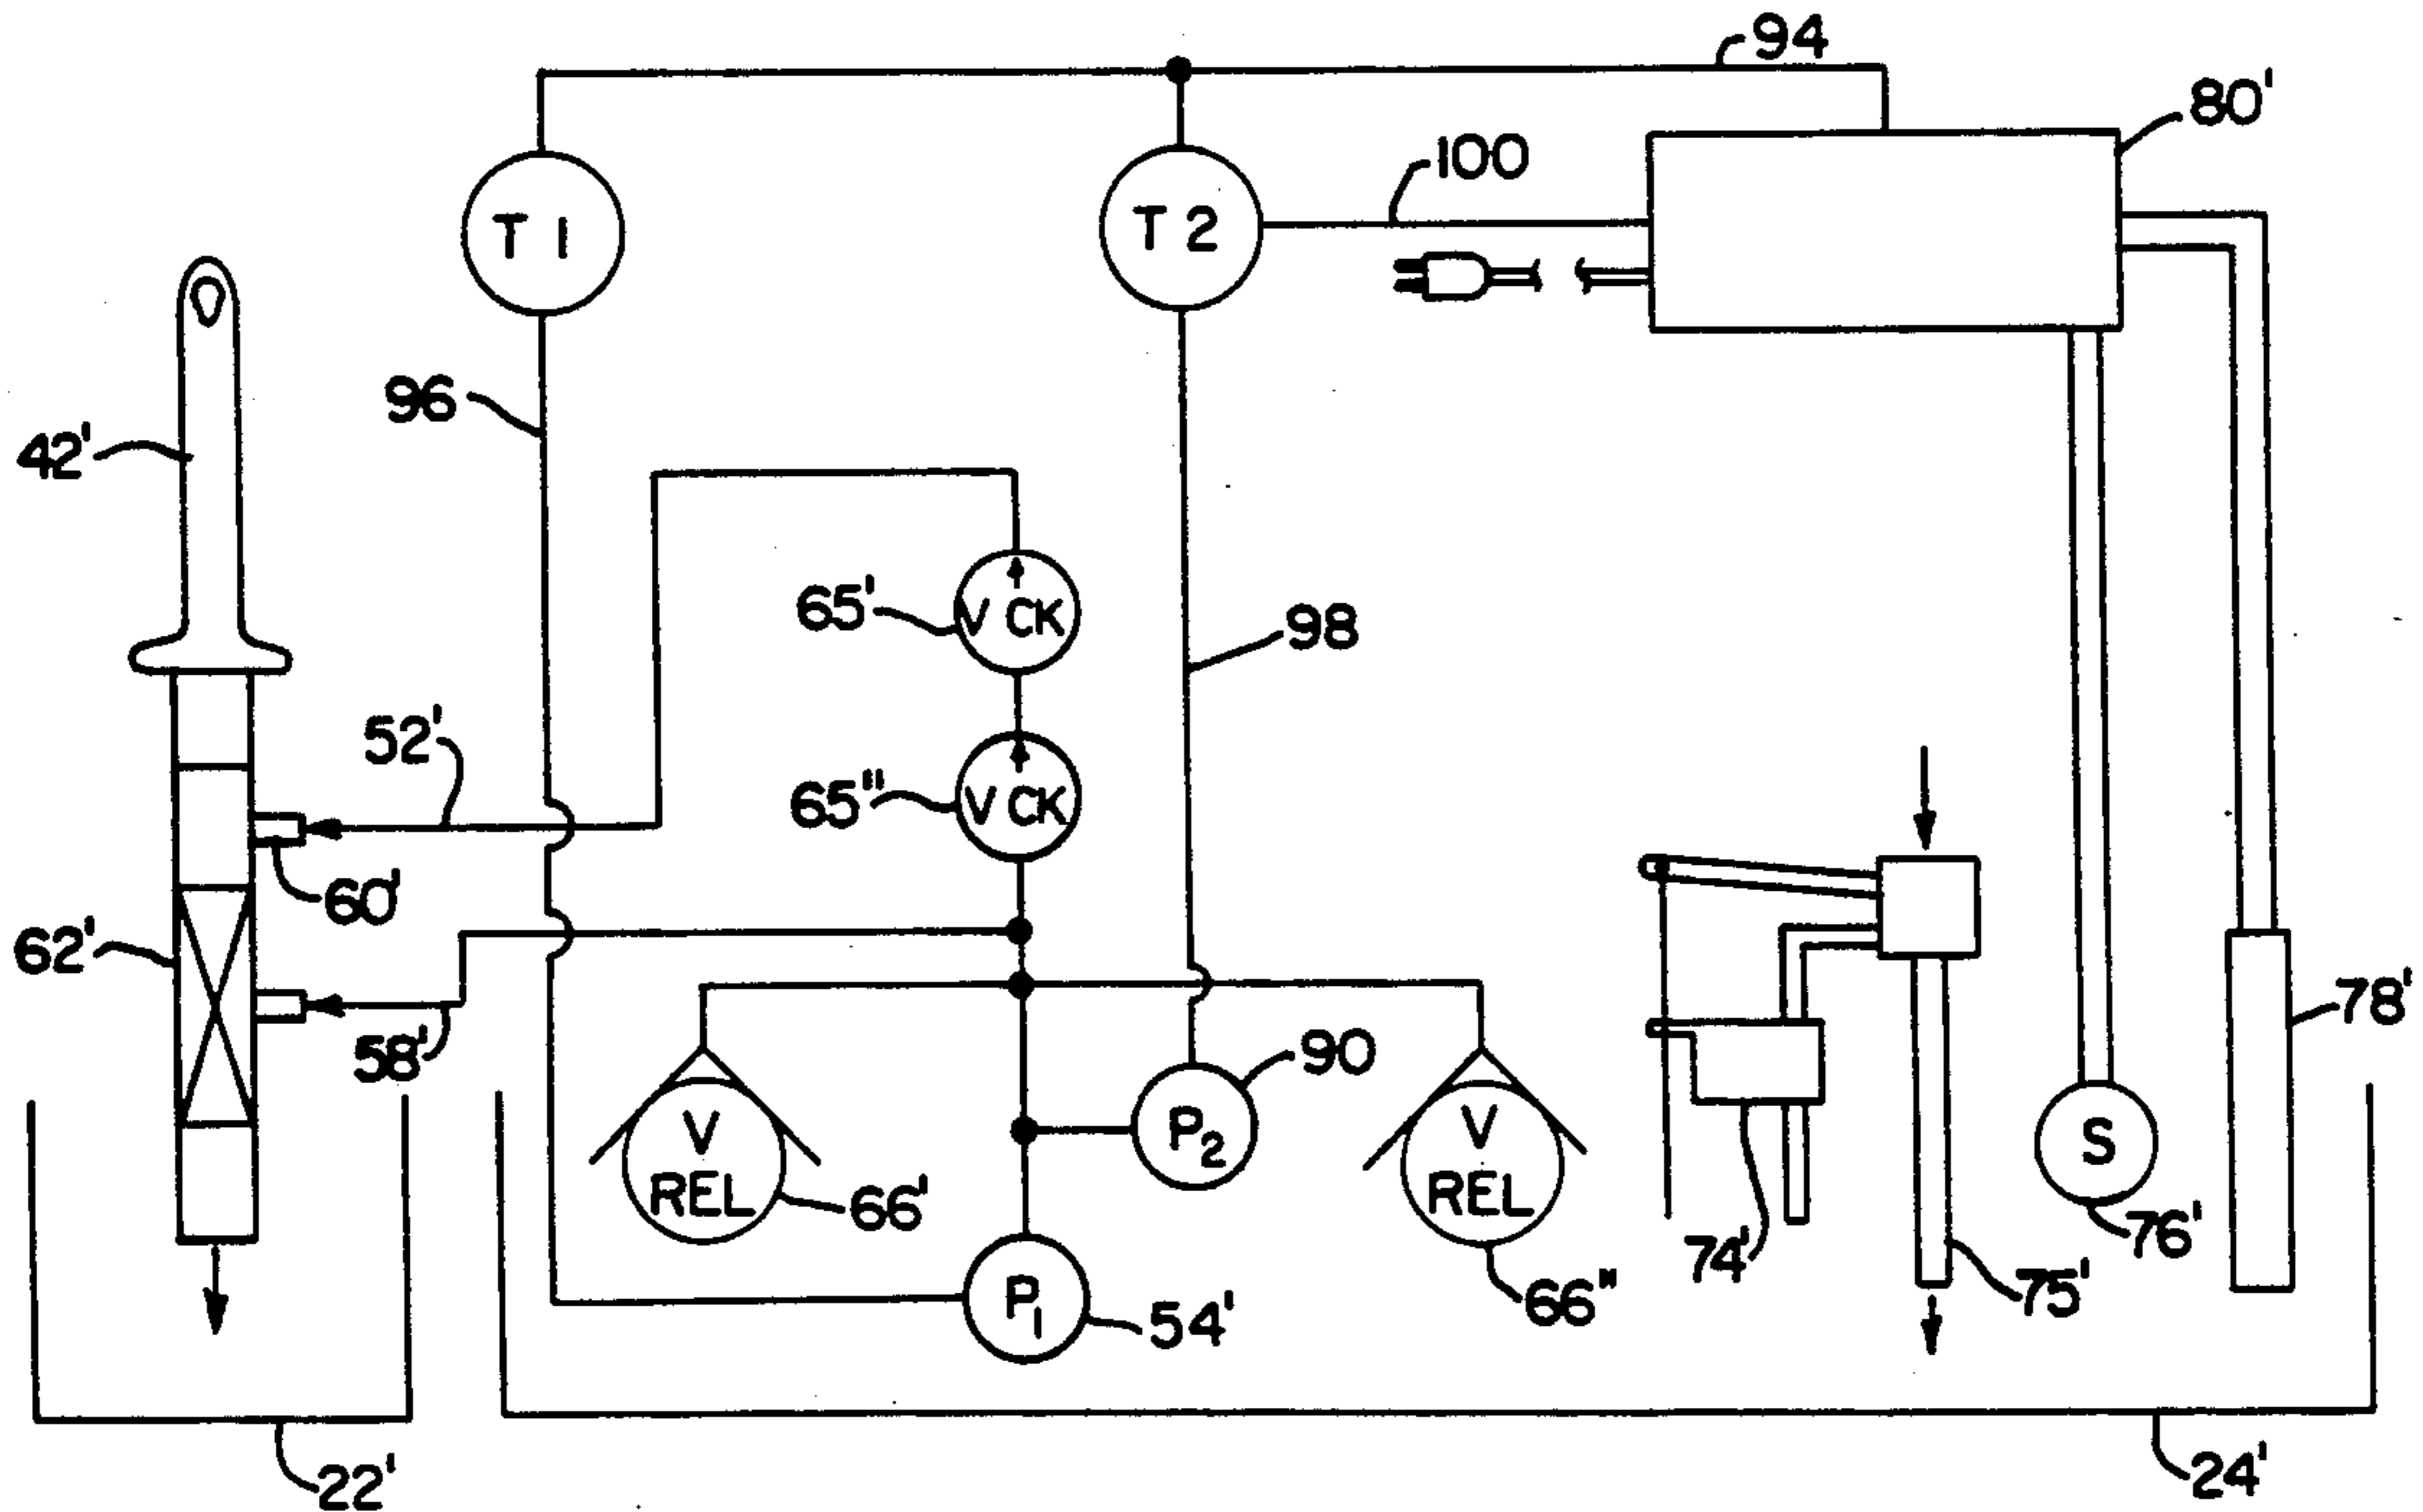 94
80'
100
T 1
T 2
96
42'
65'
V CK
98
52'
65"
V CK
60'
62'
78'
58'
90
V
REL
P2
V
REL
S
66'
74'
76'
75'
P1
54'
66"
22'
24'